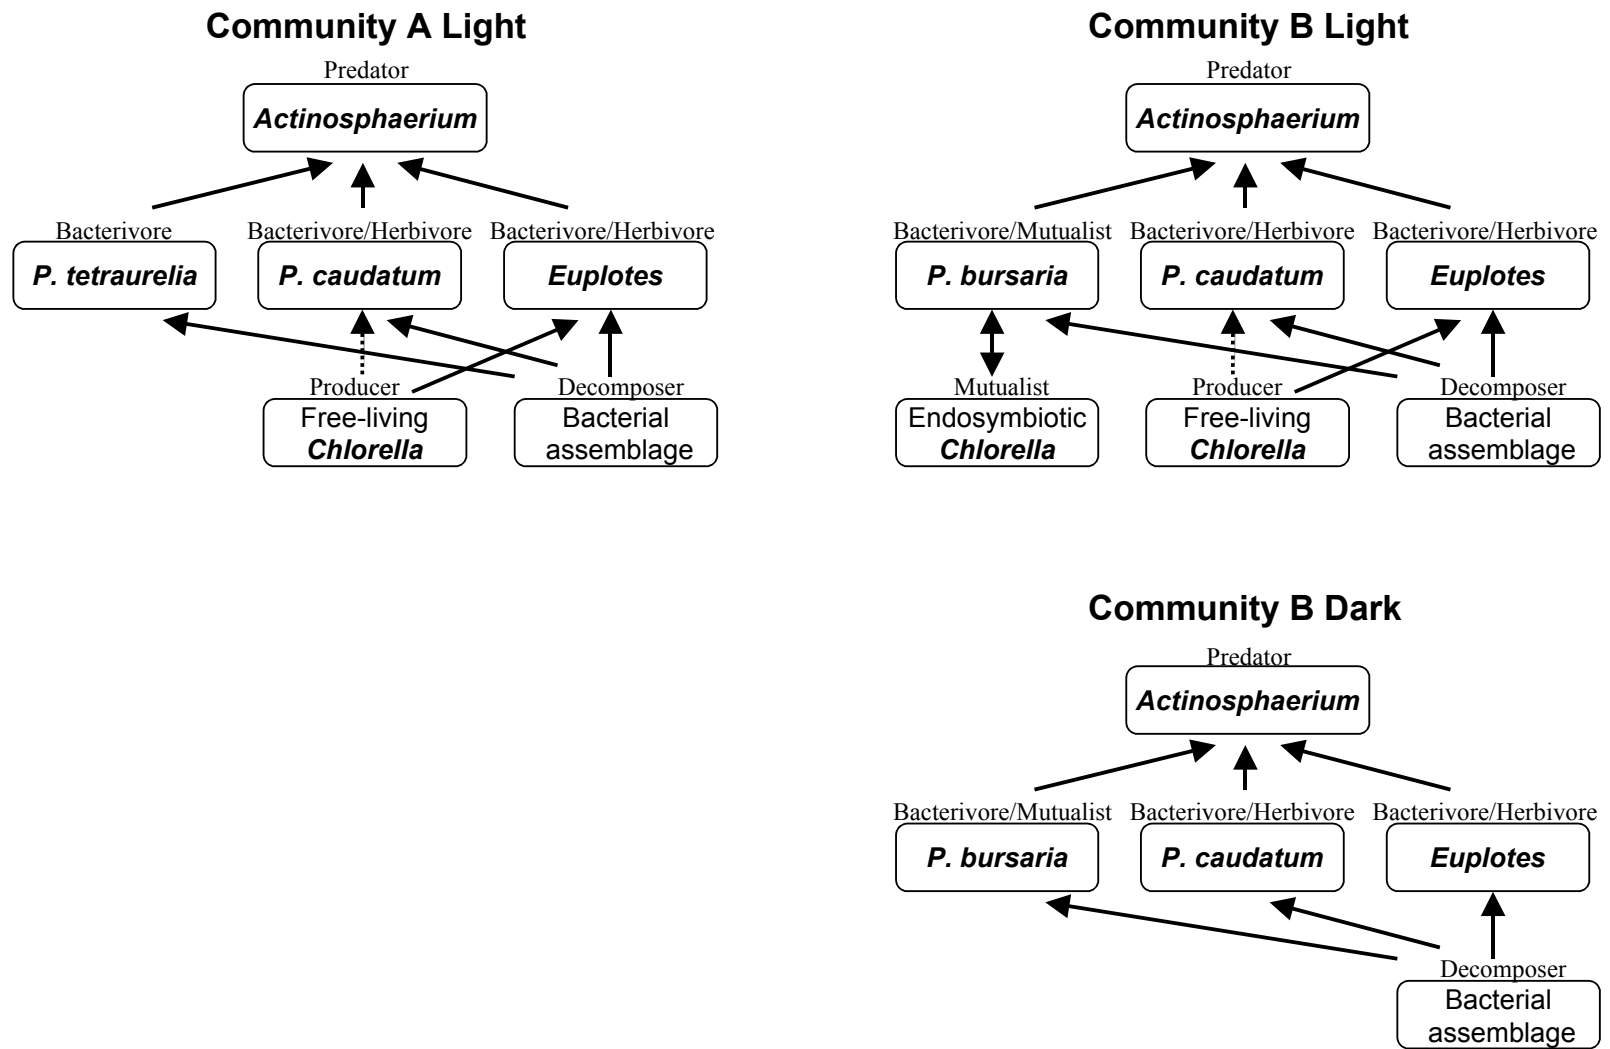 Community A Light
Predator
Actinosphaerium
Bacterivore
Bacterivore/Herbivore
Bacterivore/Herbivore
P. tetraurelia
P. caudatum
Euplotes
Producer
Decomposer
Free-living
Chlorella
Bacterial
assemblage
Community B Light
Predator
Actinosphaerium
Bacterivore/Mutualist
Bacterivore/Herbivore
Bacterivore/Herbivore
P. bursaria
P. caudatum
Euplotes
Mutualist
Producer
Decomposer
Endosymbiotic
Chlorella
Free-living
Chlorella
Bacterial
assemblage
Community B Dark
Predator
Actinosphaerium
Bacterivore/Mutualist
Bacterivore/Herbivore
Bacterivore/Herbivore
P. bursaria
P. caudatum
Euplotes
Decomposer
Bacterial
assemblage